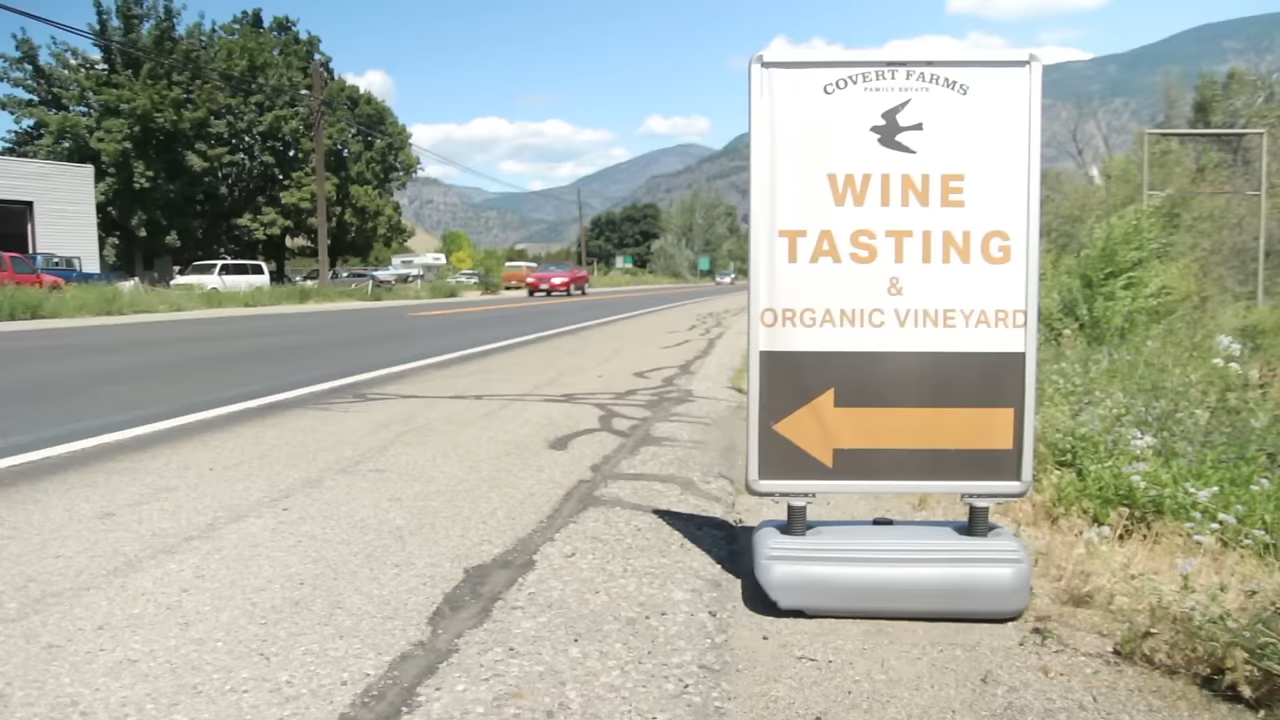 COVERT FARMS
FAMILY ESTATE
WINE
TASTING
&
ORGANIC VINEYARD